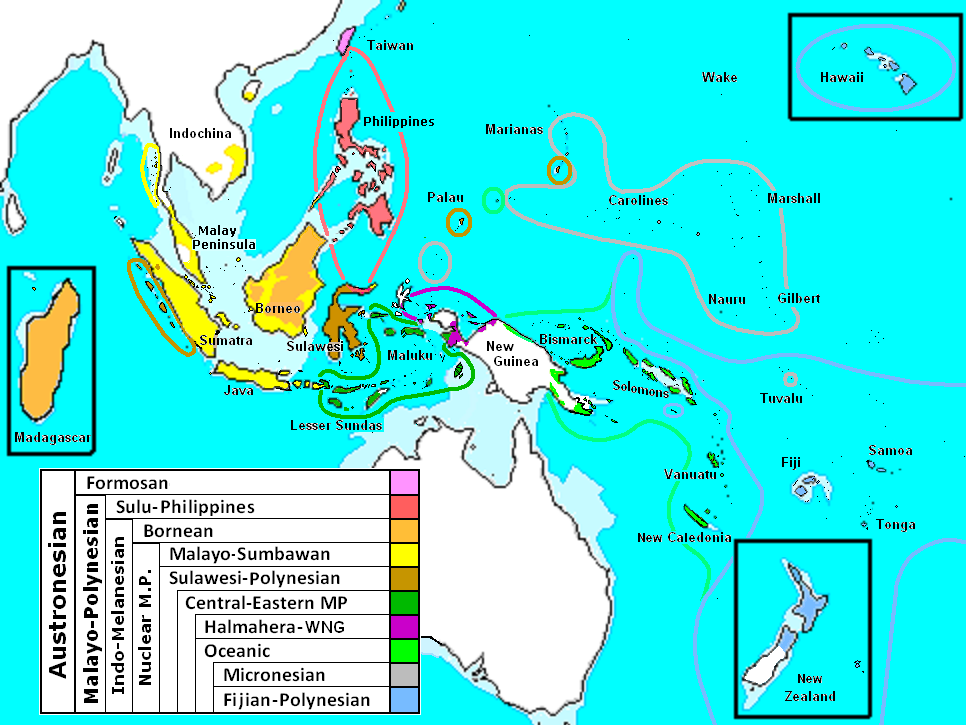 Taiwan
Wake
Hawaii
Philippines
Marianas
Indochina
Palau
Carolines
Marshall
Malay
Peninsula
Borneo
Nauru
Gilbert
Sumatra
Sulawesi
Maluku
New
Guinea
Bismarck
Java
Lesser Sundas
Solomons
Tuvalu
Madagascar
Samoa
Fiji
Vanuatu
Tonga
New Caledonia
New
Zealand
Austronesian
Malayo-Polynesian
Indo-Melanesian
Nuclear M.P.
Formosan
Sulu-Philippines
Bornean
Malayo-Sumbawan
Sulawesi-Polynesian
Central-Eastern MP
Halmahera-WNG
Oceanic
Micronesian
Fijian-Polynesian